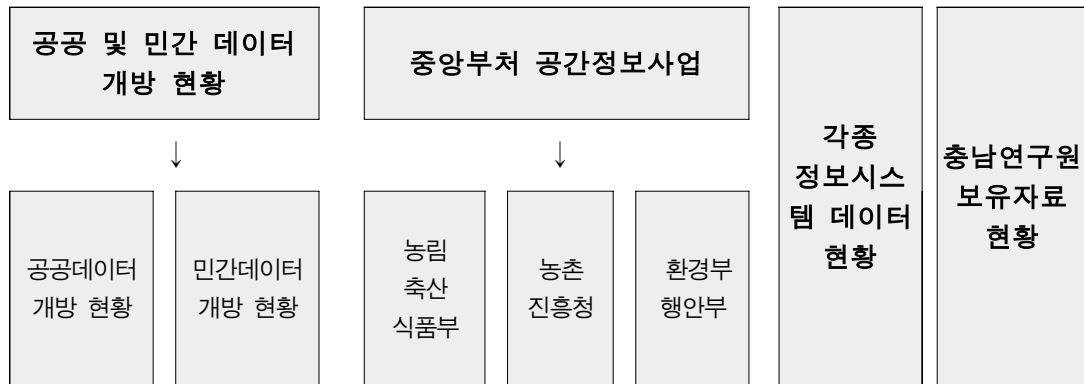 공공 및 민간 데이터
개방 현황
중앙부처 공간정보사업
각종
정보시스
템 데이터
현황
충남연구원
보유자료
현황
↓
↓
공공데이터
개방 현황
민간데이터
개방 현황
농림
축산
식품부
농촌
진흥청
환경부
행안부